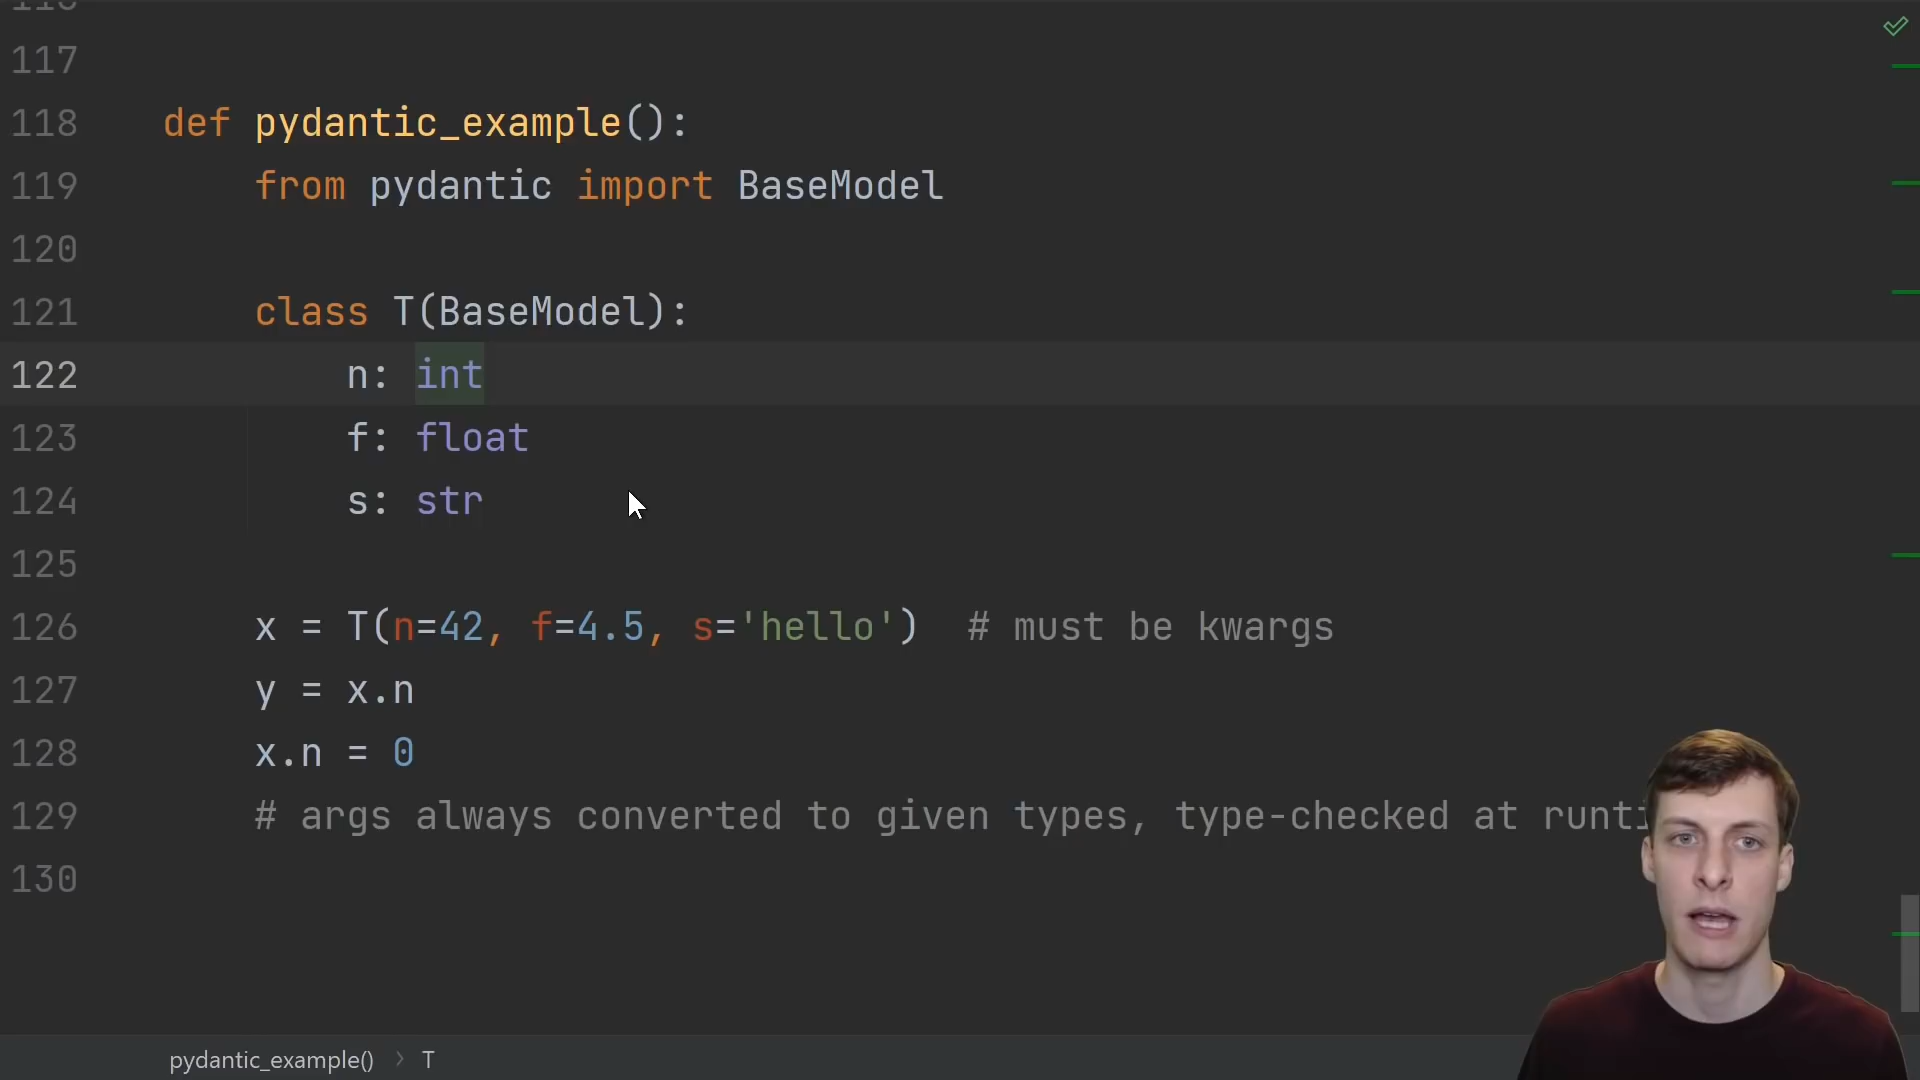 117
118 def pydantic_example():
119 from pydantic import BaseModel
120
121 class T(BaseModel):
122 n: int
123 f: float
124 s: str
125
126 x = T(n=42, f=4.5, s='hello')  # must be kwargs
127 y = x.n
128 x.n = 0
129 # args always converted to given types, type-checked at
130
pydantic_example() > T